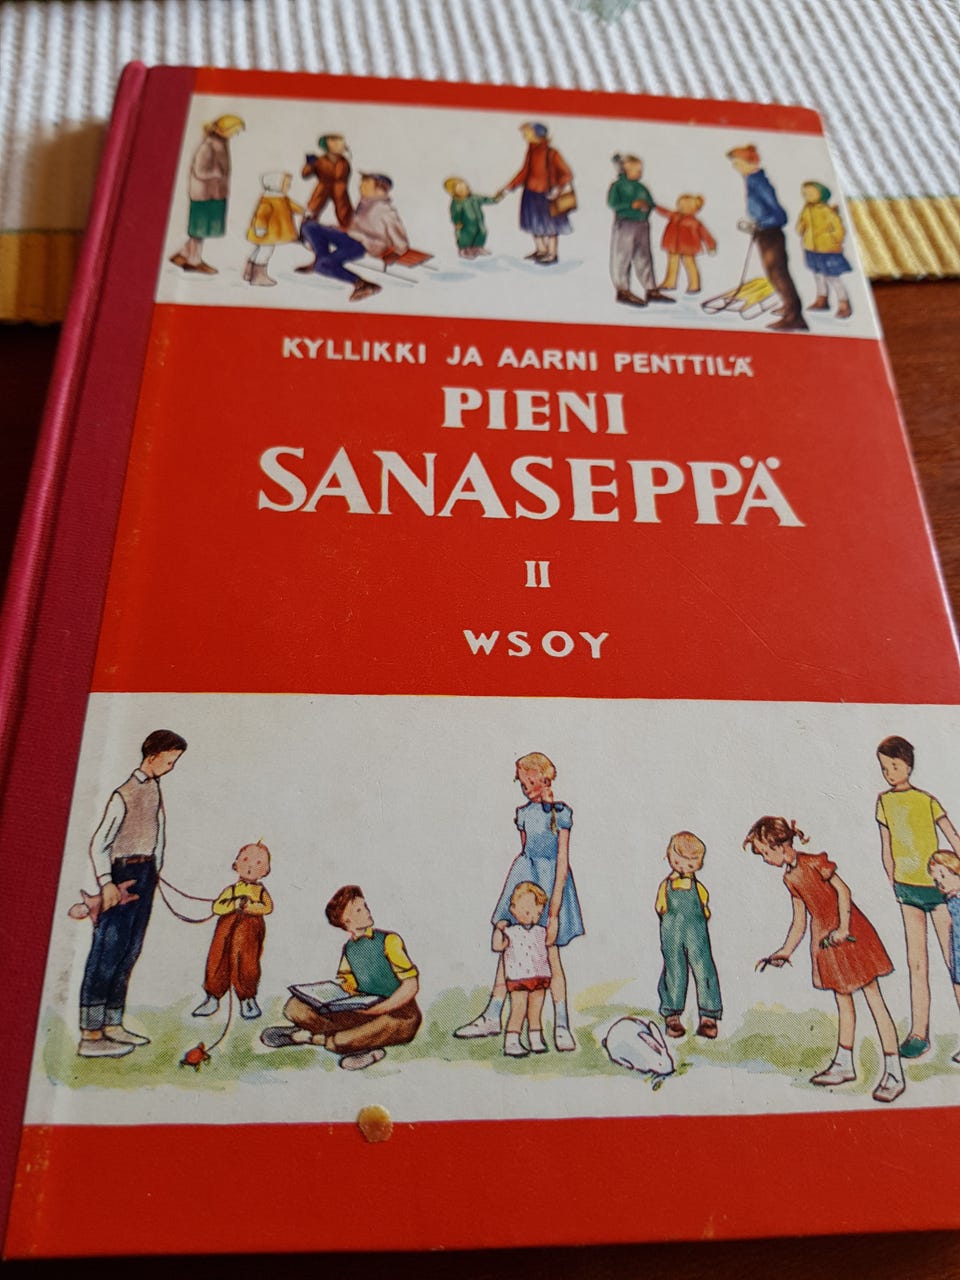 KYLLIKKI JA AARNI PENTTILÄ
PIENI
SANASEPPÄ
II
WSOY